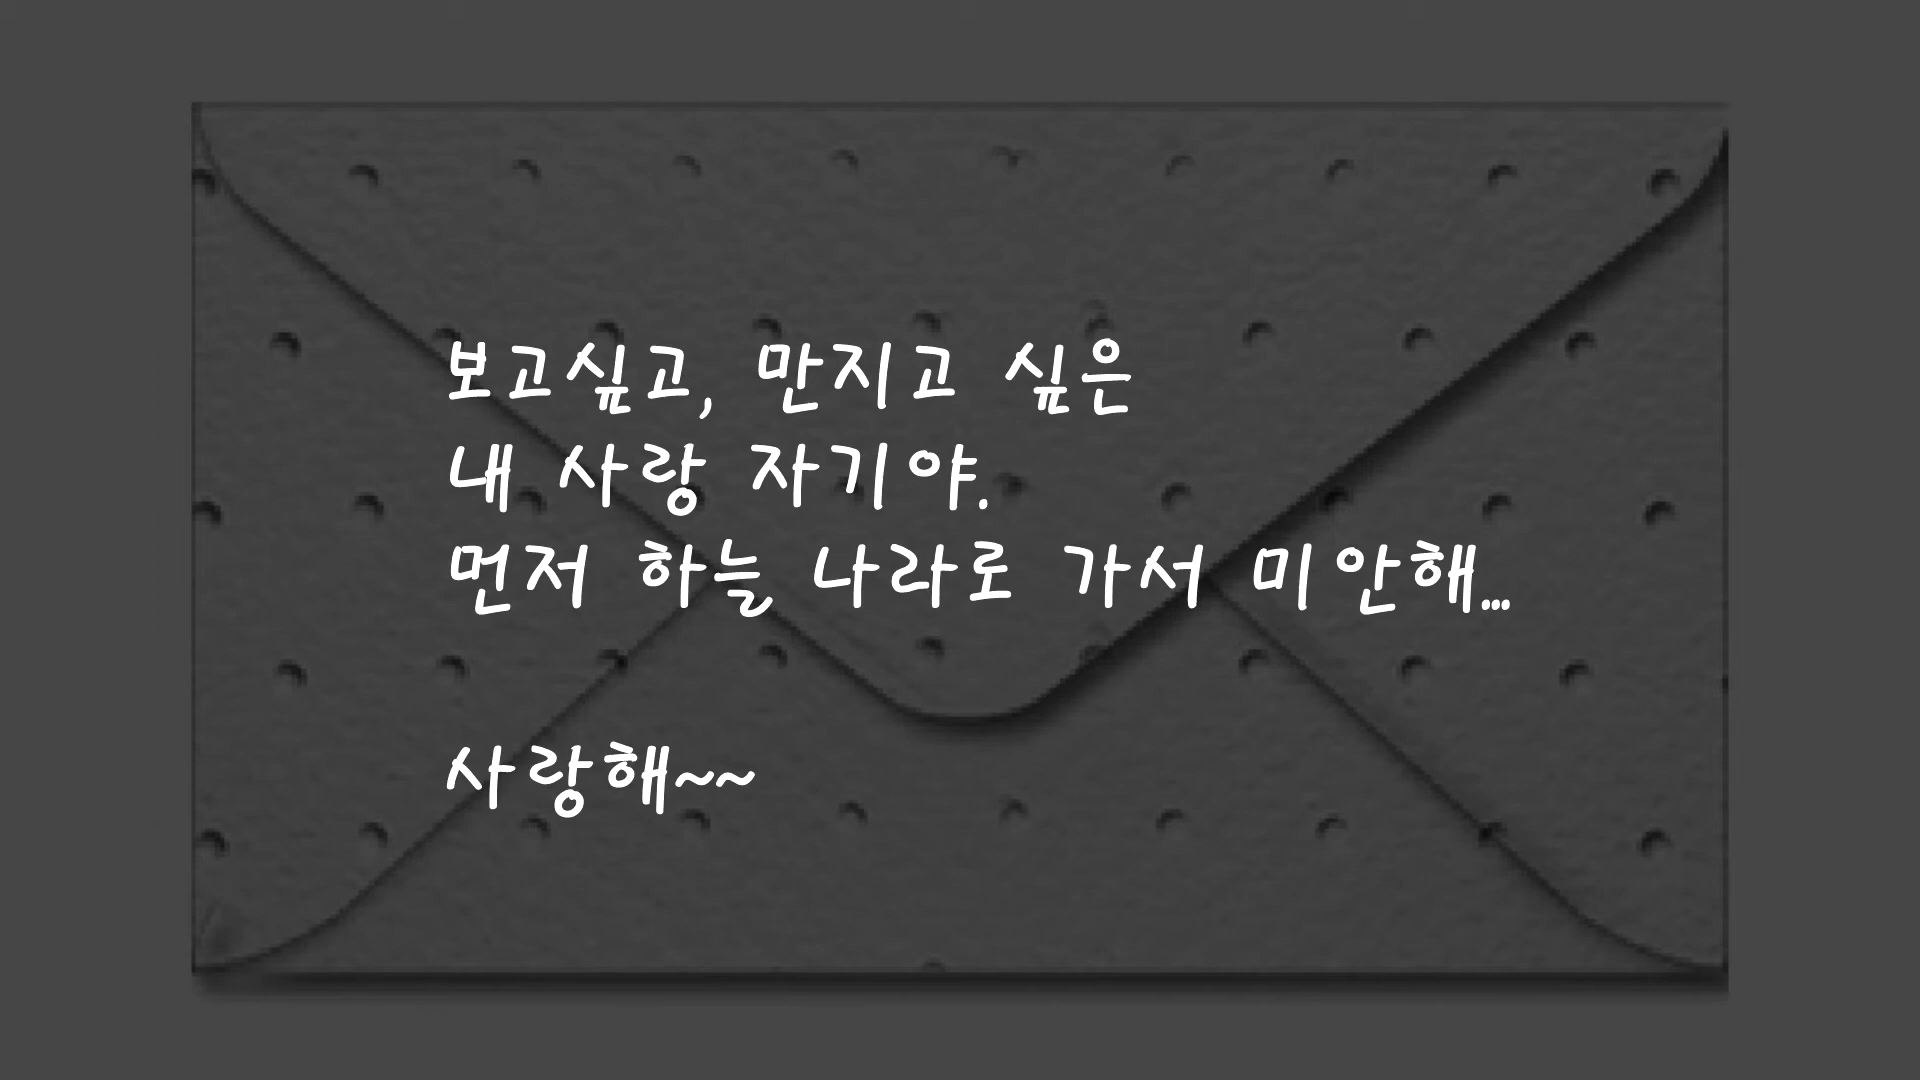 보고싶고, 만지고 싶은
내 사랑 자기야.
먼저 하늘 나라로 가서 미안해...
사랑해~~